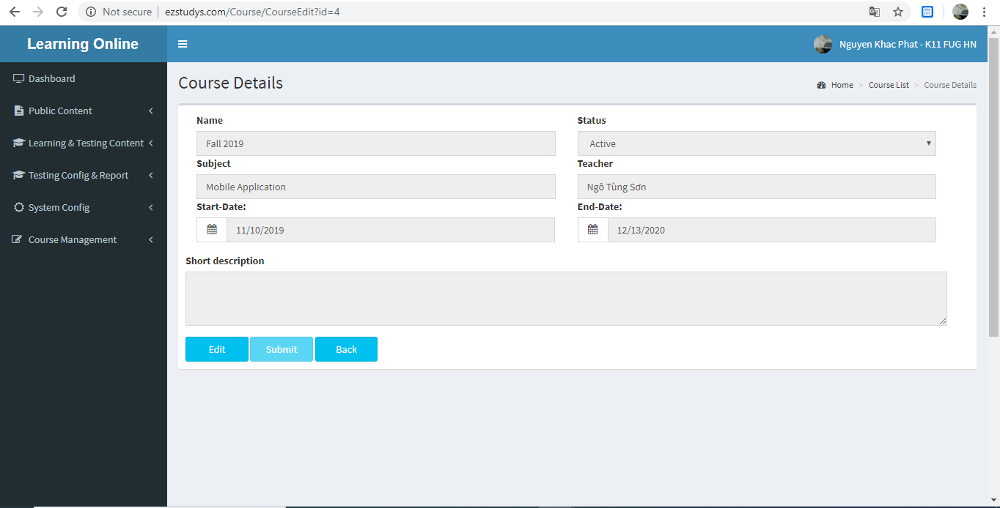 Not secure | ezstudys.com/Course/CourseEdit?id=4
Learning Online
Nguyen Khac Phat - K11 FUG HN
Dashboard
Public Content
Learning & Testing Content
Testing Config & Report
System Config
Course Management
Course Details
Home > Course List > Course Details
Name
Status
Fall 2019
Active
Subject
Teacher
Mobile Application
Ngô Tùng Sơn
Start-Date:
End-Date:
11/10/2019
12/13/2020
Short description
Edit
Submit
Back